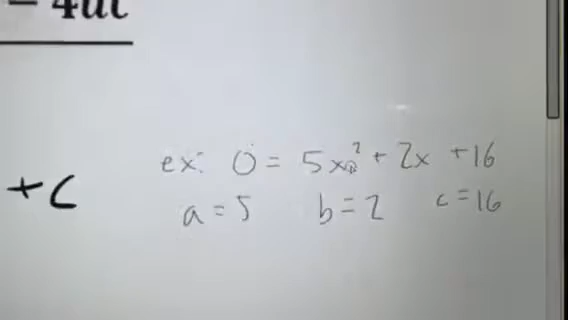 − 4ac
ex: 0 = 5x² + 2x + 16
+ c
a = 5 b = 2 c = 16